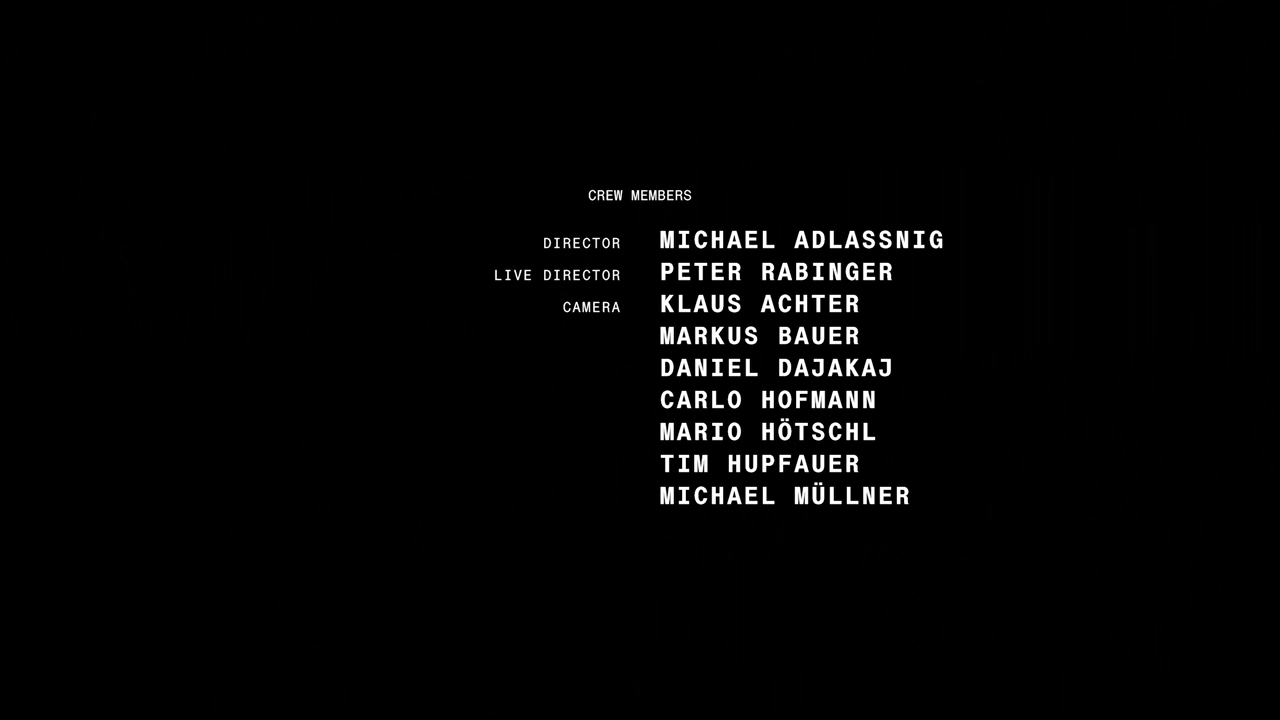 CREW MEMBERS
DIRECTOR MICHAEL ADLASSNIG
LIVE DIRECTOR PETER RABINGER
CAMERA KLAUS ACHTER
MARKUS BAUER
DANIEL DAJAKAJ
CARLO HOFMANN
MARIO HÖTSCHL
TIM HUPFAUER
MICHAEL MÜLLNER